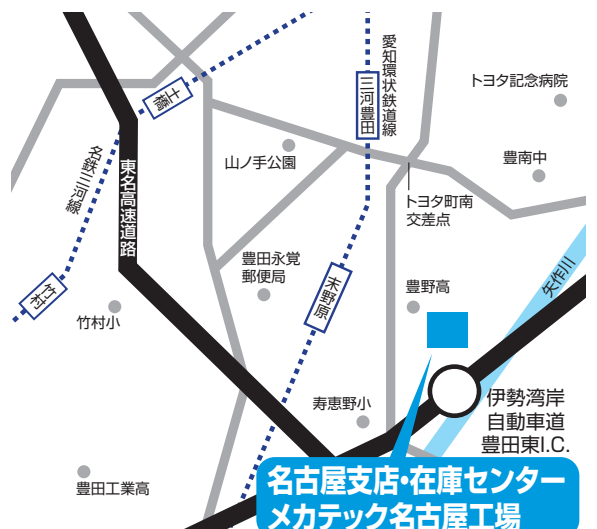 愛知環状鉄道線
トヨタ記念病院
土橋
三河豊田
山ノ手公園
豊南中
名鉄三河線
東名高速道路
トヨタ町南
交差点
豊田永覚
郵便局
矢作川
竹村
末野原
豊野高
竹村小
寿恵野小
伊勢湾岸
自動車道
豊田東I.C.
豊田工業高
名古屋支店・在庫センター
メカテック名古屋工場